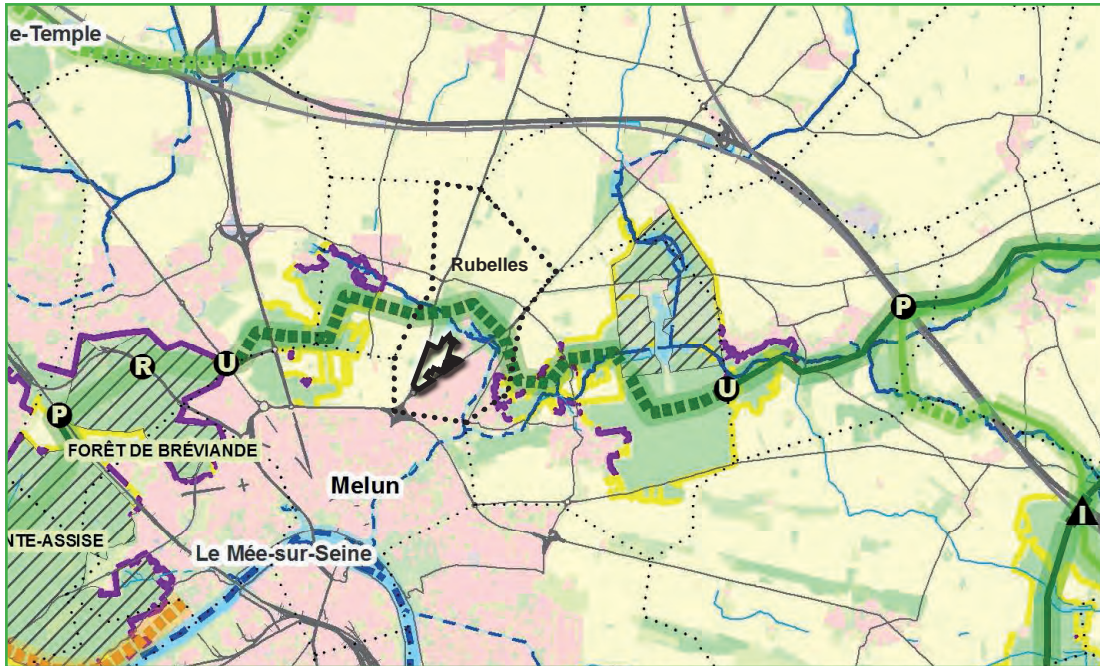 e-Temple
Rubelles
P
U
R
U
P
FORÊT DE BRÉVIANDE
Melun
I
NTE-ASSISE
Le Mée-sur-Seine